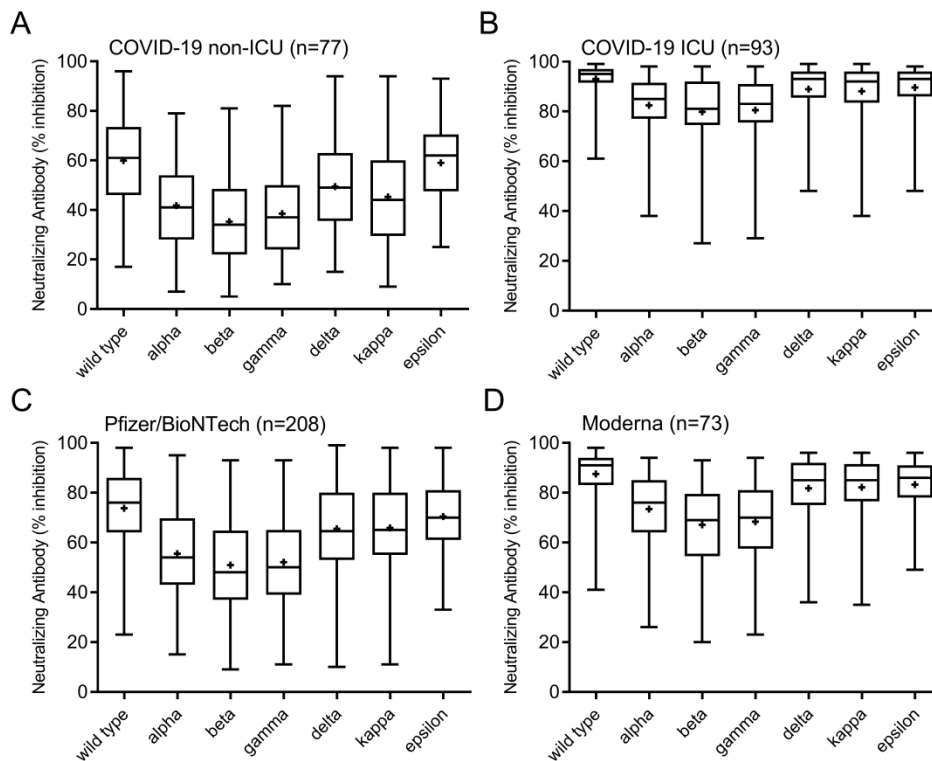 A
COVID-19 non-ICU (n=77)
Neutralizing Antibody (% inhibition)
100
80
60
40
20
0
wild type
alpha
beta
gamma
delta
kappa
epsilon
B
COVID-19 ICU (n=93)
Neutralizing Antibody (% inhibition)
100
80
60
40
20
0
wild type
alpha
beta
gamma
delta
kappa
epsilon
C
Pfizer/BioNTech (n=208)
Neutralizing Antibody (% inhibition)
100
80
60
40
20
0
wild type
alpha
beta
gamma
delta
kappa
epsilon
D
Moderna (n=73)
Neutralizing Antibody (% inhibition)
100
80
60
40
20
0
wild type
alpha
beta
gamma
delta
kappa
epsilon